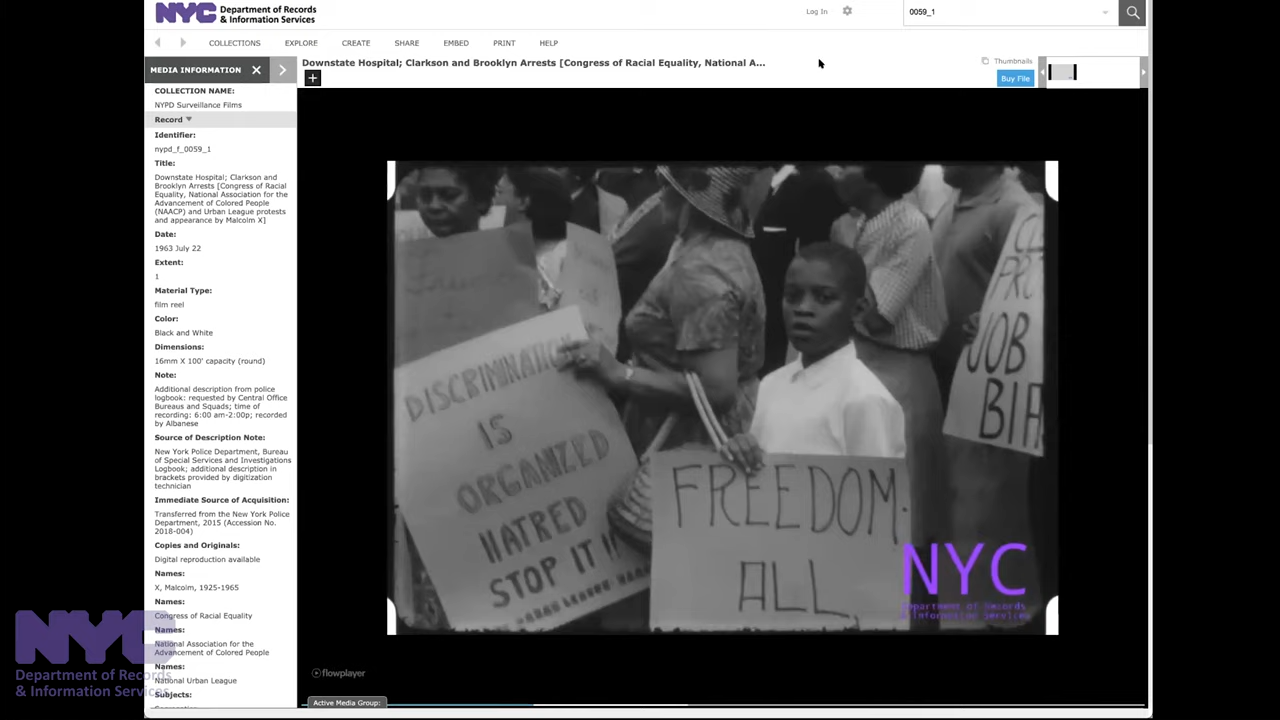 NYC Department of Records
& Information Services
Log In
0059_1
COLLECTIONS EXPLORE CREATE SHARE EMBED PRINT HELP
MEDIA INFORMATION
Downstate Hospital; Clarkson and Brooklyn Arrests [Congress of Racial Equality, National A...
Thumbnails
Buy File
COLLECTION NAME:
NYPD Surveillance Films
Record
Identifier:
nypd_f_0059_1
Title:
Downstate Hospital; Clarkson and
Brooklyn Arrests [Congress of Racial
Equality, National Association for the
Advancement of Colored People
(NAACP) and Urban League protests
and appearance by Malcolm X]
Date:
1963 July 22
Extent:
1
Material Type:
film reel
Color:
Black and White
Dimensions:
16mm X 100' capacity (round)
Note:
Additional description from police
logbook: requested by Central Office
Bureaus and Squads; time of
recording: 6:00 am-2:00p; recorded
by Albanese
Source of Description Note:
New York Police Department, Bureau
of Special Services and Investigations
Logbook; additional description in
brackets provided by digitization
technician
Immediate Source of Acquisition:
Transferred from the New York Police
Department, 2015 (Accession No.
2018-004)
Copies and Originals:
Digital reproduction available
Names:
X, Malcolm, 1925-1965
Names:
Congress of Racial Equality
Names:
National Association for the
Advancement of Colored People
Names:
National Urban League
Subjects:
DISCRIMINATION
IS
ORGANIZED
HATRED
STOP IT
FREEDOM
ALL
JOB
NYC
Department of Records
& Information Services
flowplayer
Active Media Group:
NYC
Department of Records
& Information Services